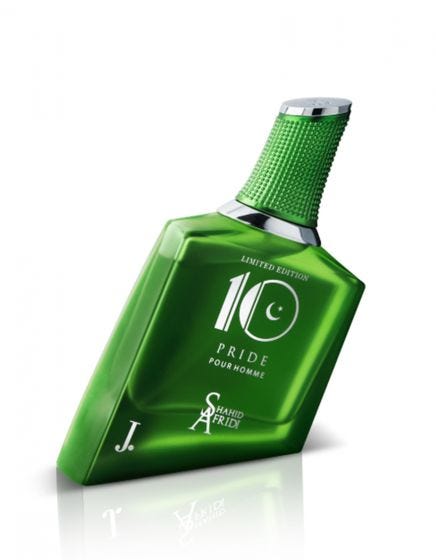 LIMITED EDITION
10
PRIDE
POUR HOMME
SHAHID
AFRIDI
J.